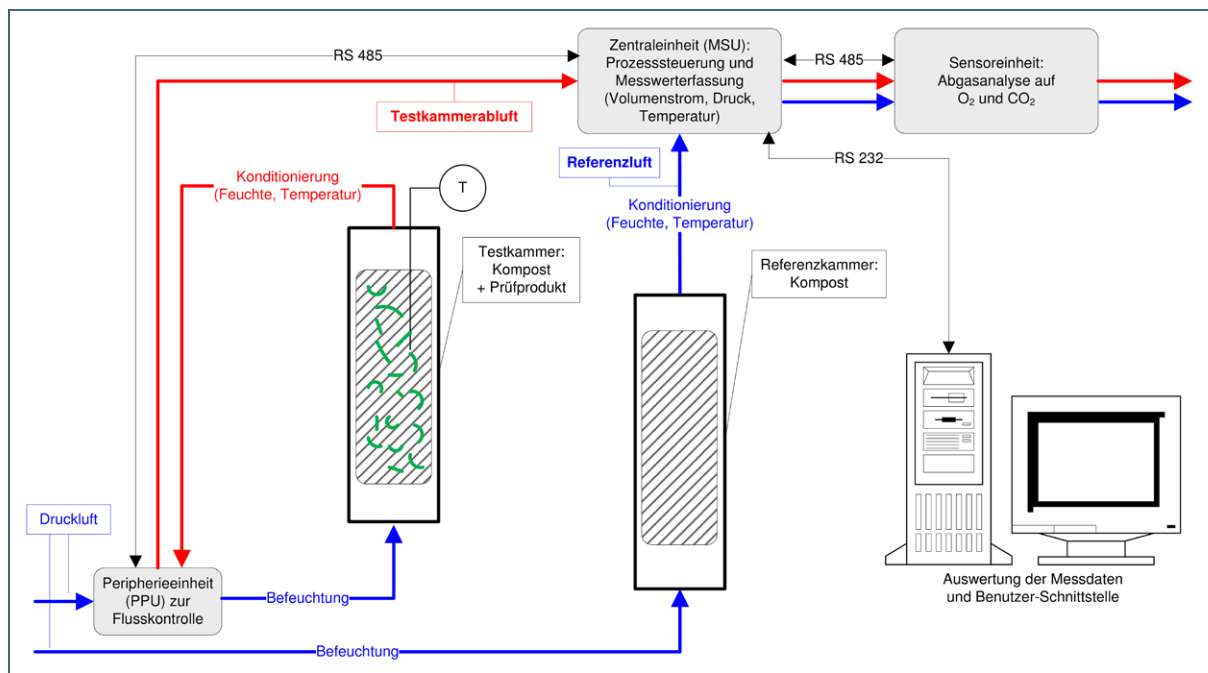 RS 485
Zentraleinheit (MSU):
Prozesssteuerung und
Messwerterfassung
(Volumenstrom, Druck,
Temperatur)
RS 485
Sensoreinheit:
Abgasanalyse auf
O₂ und CO₂
Testkammerabluft
Referenzluft
RS 232
Konditionierung
(Feuchte, Temperatur)
T
Konditionierung
(Feuchte, Temperatur)
Testkammer:
Kompost
+ Prüfprodukt
Referenzkammer:
Kompost
Druckluft
Peripherieeinheit
(PPU) zur
Flusskontrolle
Befeuchtung
Befeuchtung
Auswertung der Messdaten
und Benutzer-Schnittstelle